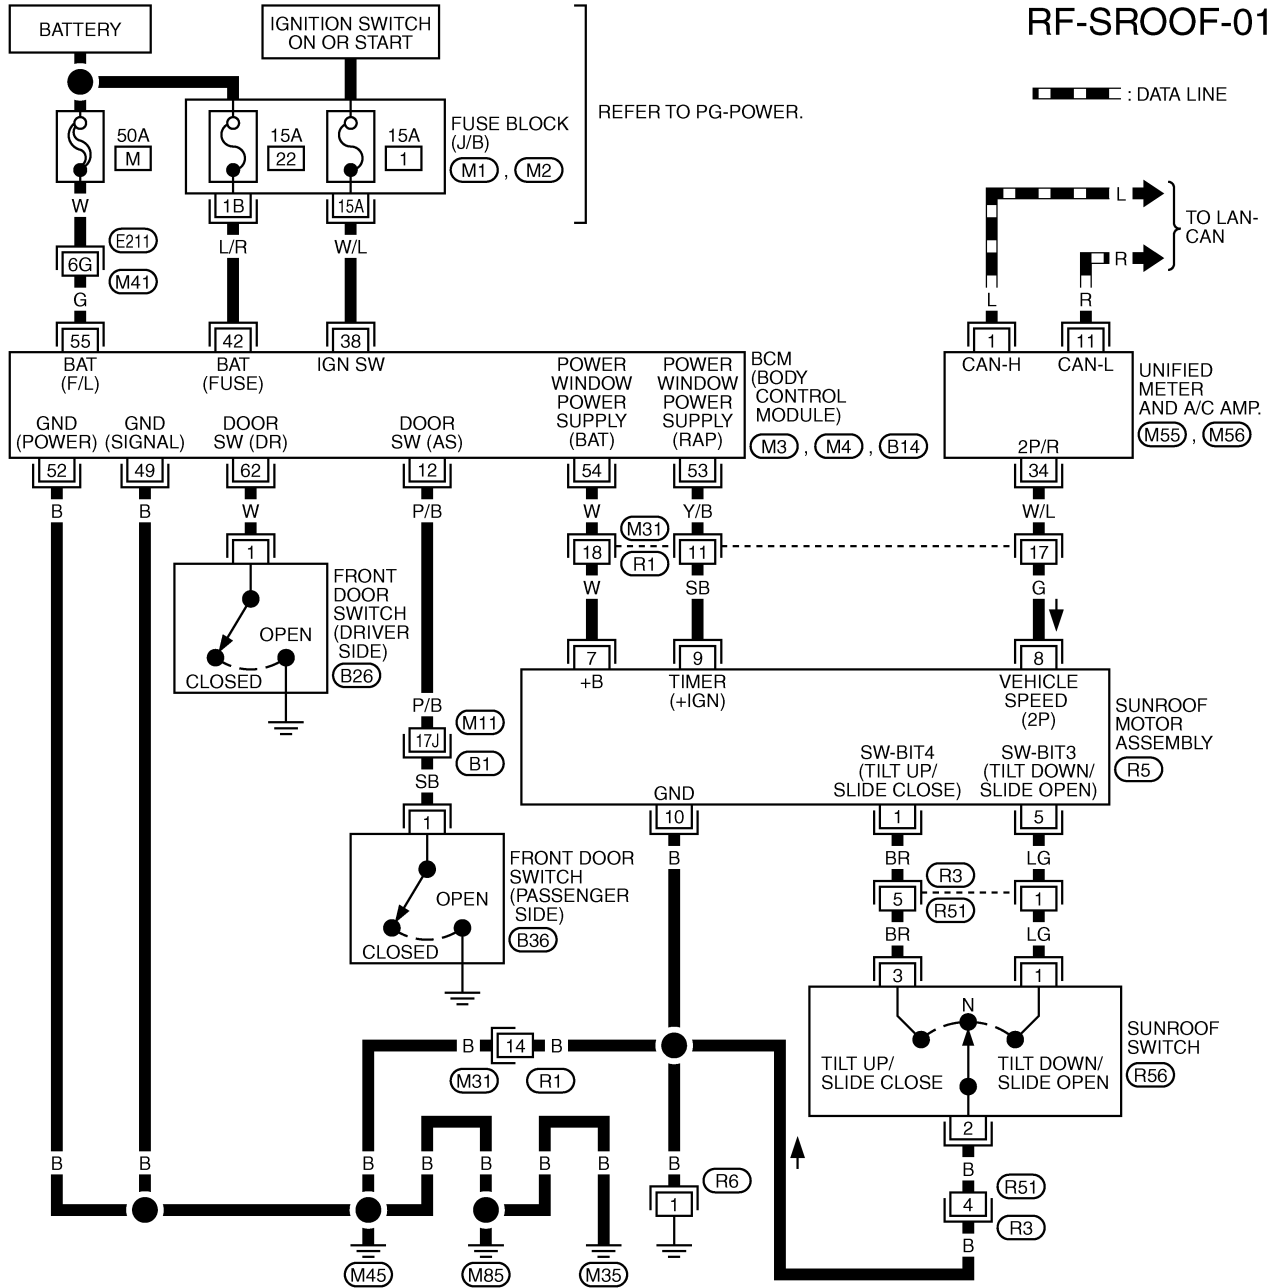 RF-SROOF-01
BATTERY
IGNITION SWITCH
ON OR START
: DATA LINE
REFER TO PG-POWER.
50A
M
15A
22
15A
1
FUSE BLOCK
(J/B)
M1 , M2
W
1B
15A
E211
6G
M41
L/R
W/L
G
L
R
TO LAN-
CAN
L
R
55
42
38
1
11
BAT
(F/L)
BAT
(FUSE)
IGN SW
POWER
WINDOW
POWER
SUPPLY
(BAT)
POWER
WINDOW
POWER
SUPPLY
(RAP)
BCM
(BODY
CONTROL
MODULE)
M3 , M4 , B14
CAN-H
CAN-L
UNIFIED
METER
AND A/C AMP.
M55 , M56
GND
(POWER)
GND
(SIGNAL)
DOOR
SW (DR)
DOOR
SW (AS)
2P/R
52
49
62
12
54
53
34
B
B
W
P/B
W
Y/B
W/L
1
18
M31
R1
11
17
W
SB
G
FRONT
DOOR
SWITCH
(DRIVER
SIDE)
B26
OPEN
CLOSED
7
9
8
+B
TIMER
(+IGN)
VEHICLE
SPEED
(2P)
SUNROOF
MOTOR
ASSEMBLY
R5
P/B
M11
17J
B1
SB
SW-BIT4
(TILT UP/
SLIDE CLOSE)
SW-BIT3
(TILT DOWN/
SLIDE OPEN)
GND
10
1
5
1
B
BR
LG
FRONT DOOR
SWITCH
(PASSENGER
SIDE)
B36
OPEN
CLOSED
5
R3
R51
1
BR
LG
3
1
N
TILT UP/
SLIDE CLOSE
TILT DOWN/
SLIDE OPEN
SUNROOF
SWITCH
R56
B
14
B
M31
R1
2
B
B
B
B
B
B
B
B
B
R6
1
R51
4
R3
B
M45
M85
M35